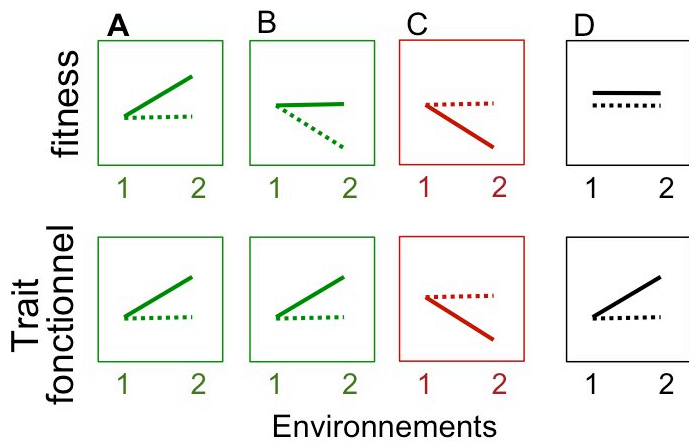 A B C D
fitness
1 2 1 2 1 2 1 2
Trait
fonctionnel
1 2 1 2 1 2 1 2
Environnements